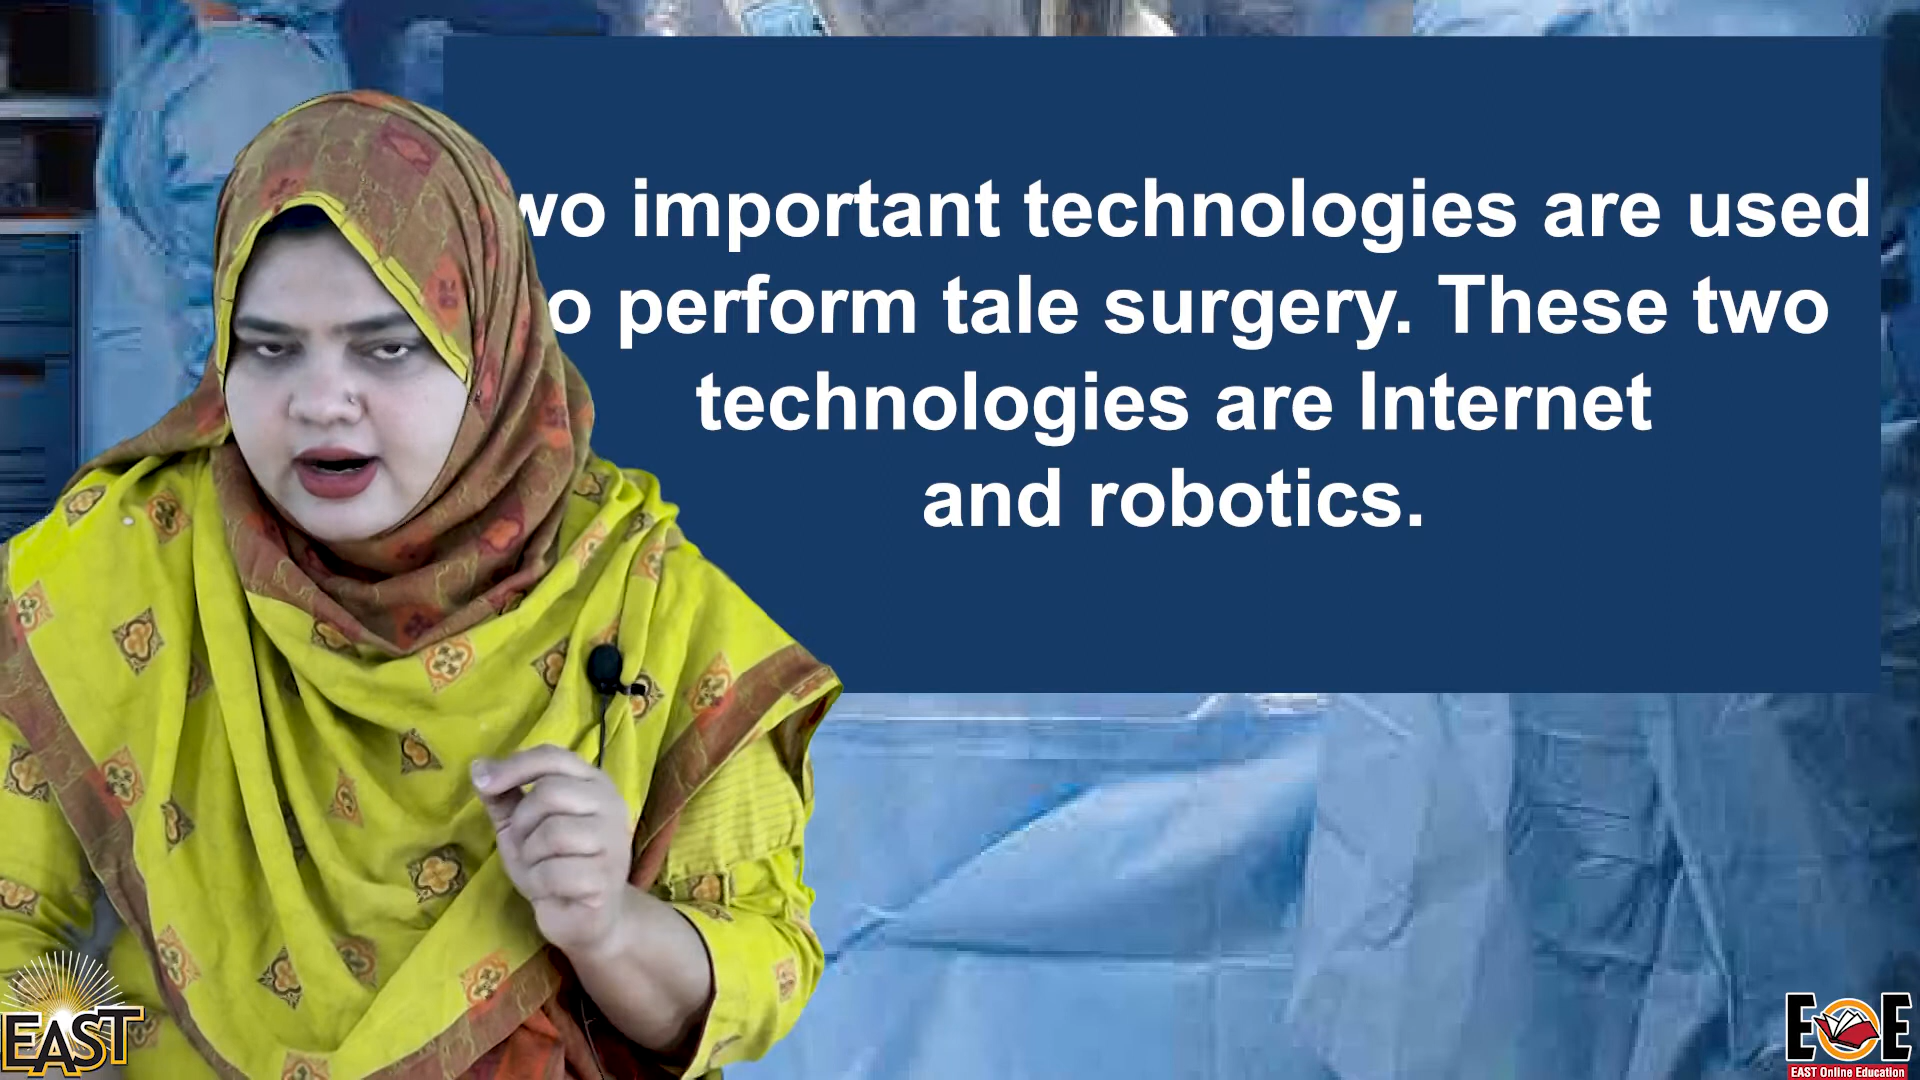 wo important technologies are used
o perform tale surgery. These two
technologies are Internet
and robotics.
EAST
EOE
EAST Online Education